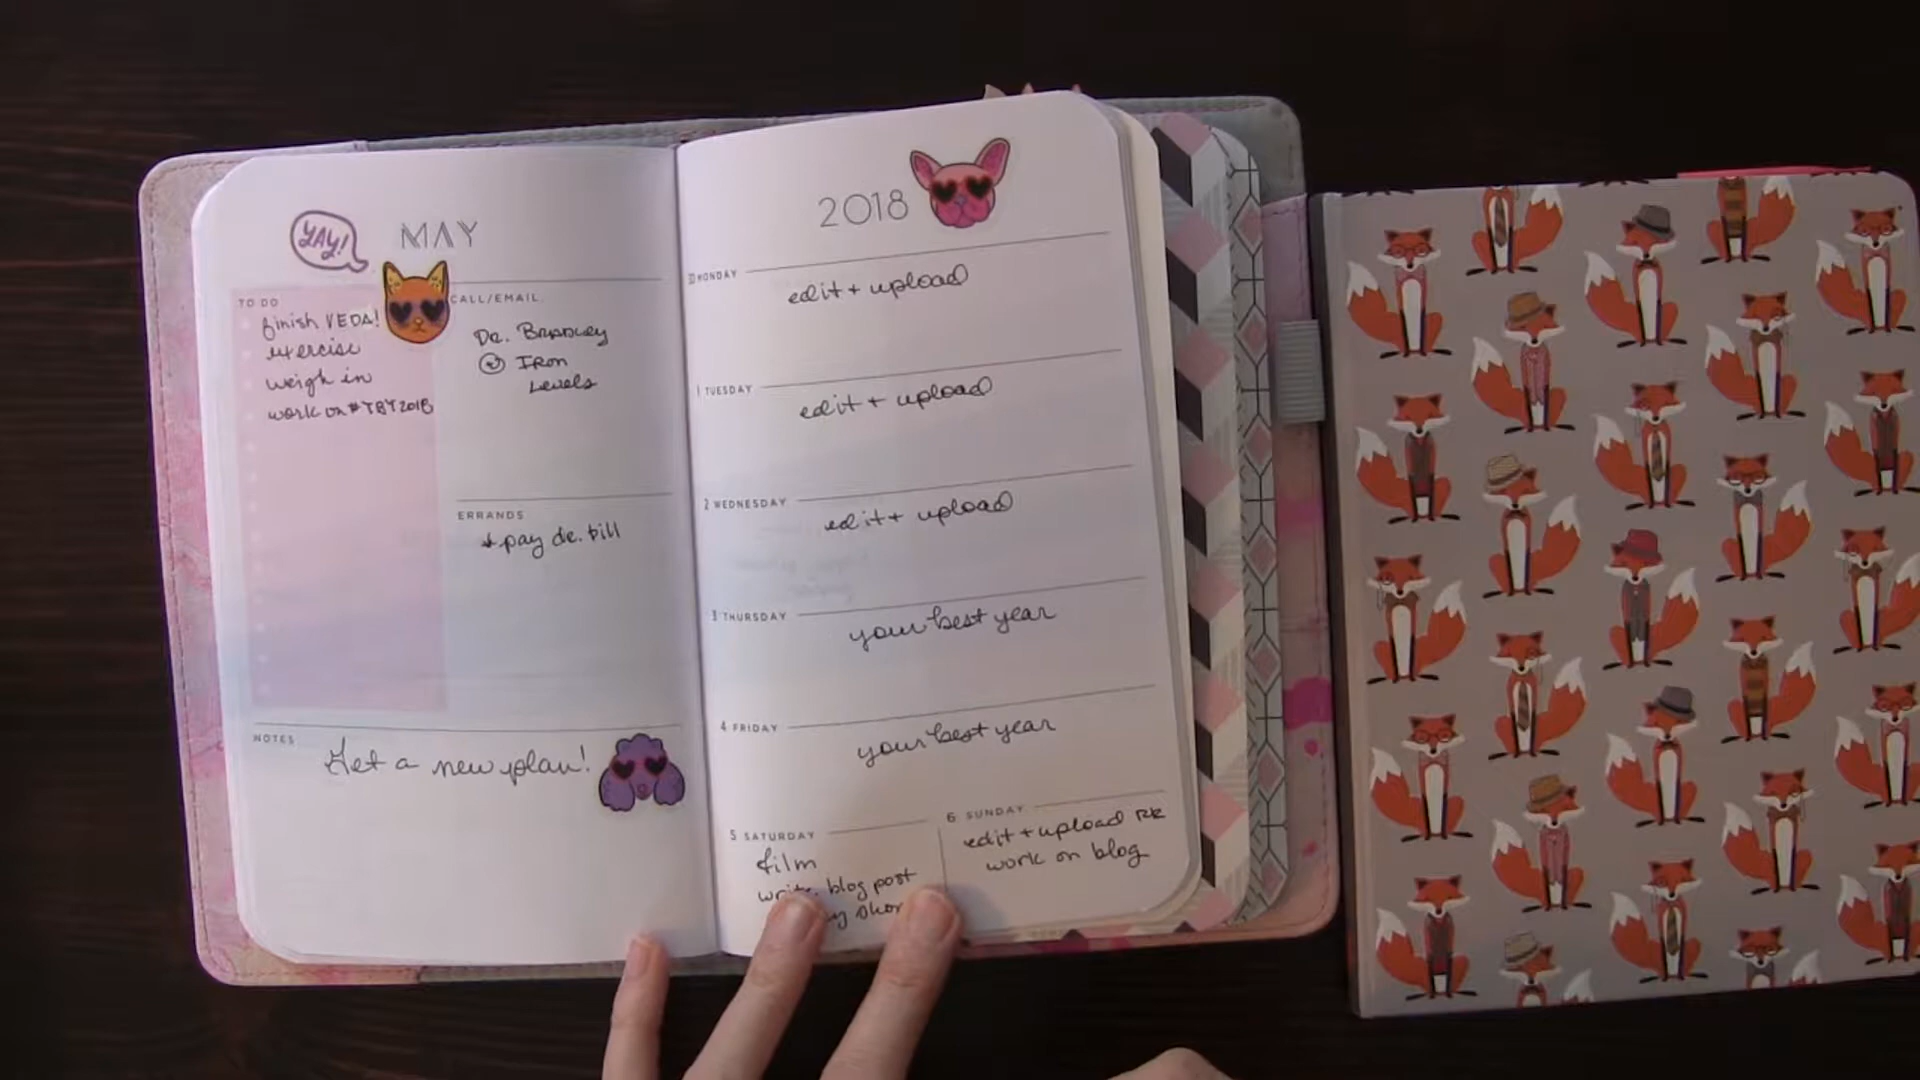 YAY!
MAY
TO DO
finish VEDA!
exercise
weigh in
work on #YBY2018
CALL/EMAIL
Dr. Bradley
Iron
Levels
ERRANDS
pay dr. bill
NOTES
Get a new plan!
2018
MONDAY
edit + upload
1 TUESDAY
edit + upload
2 WEDNESDAY
edit + upload
3 THURSDAY
your best year
4 FRIDAY
your best year
5 SATURDAY
film
write blog post
6 SUNDAY
edit + upload RR
work on blog